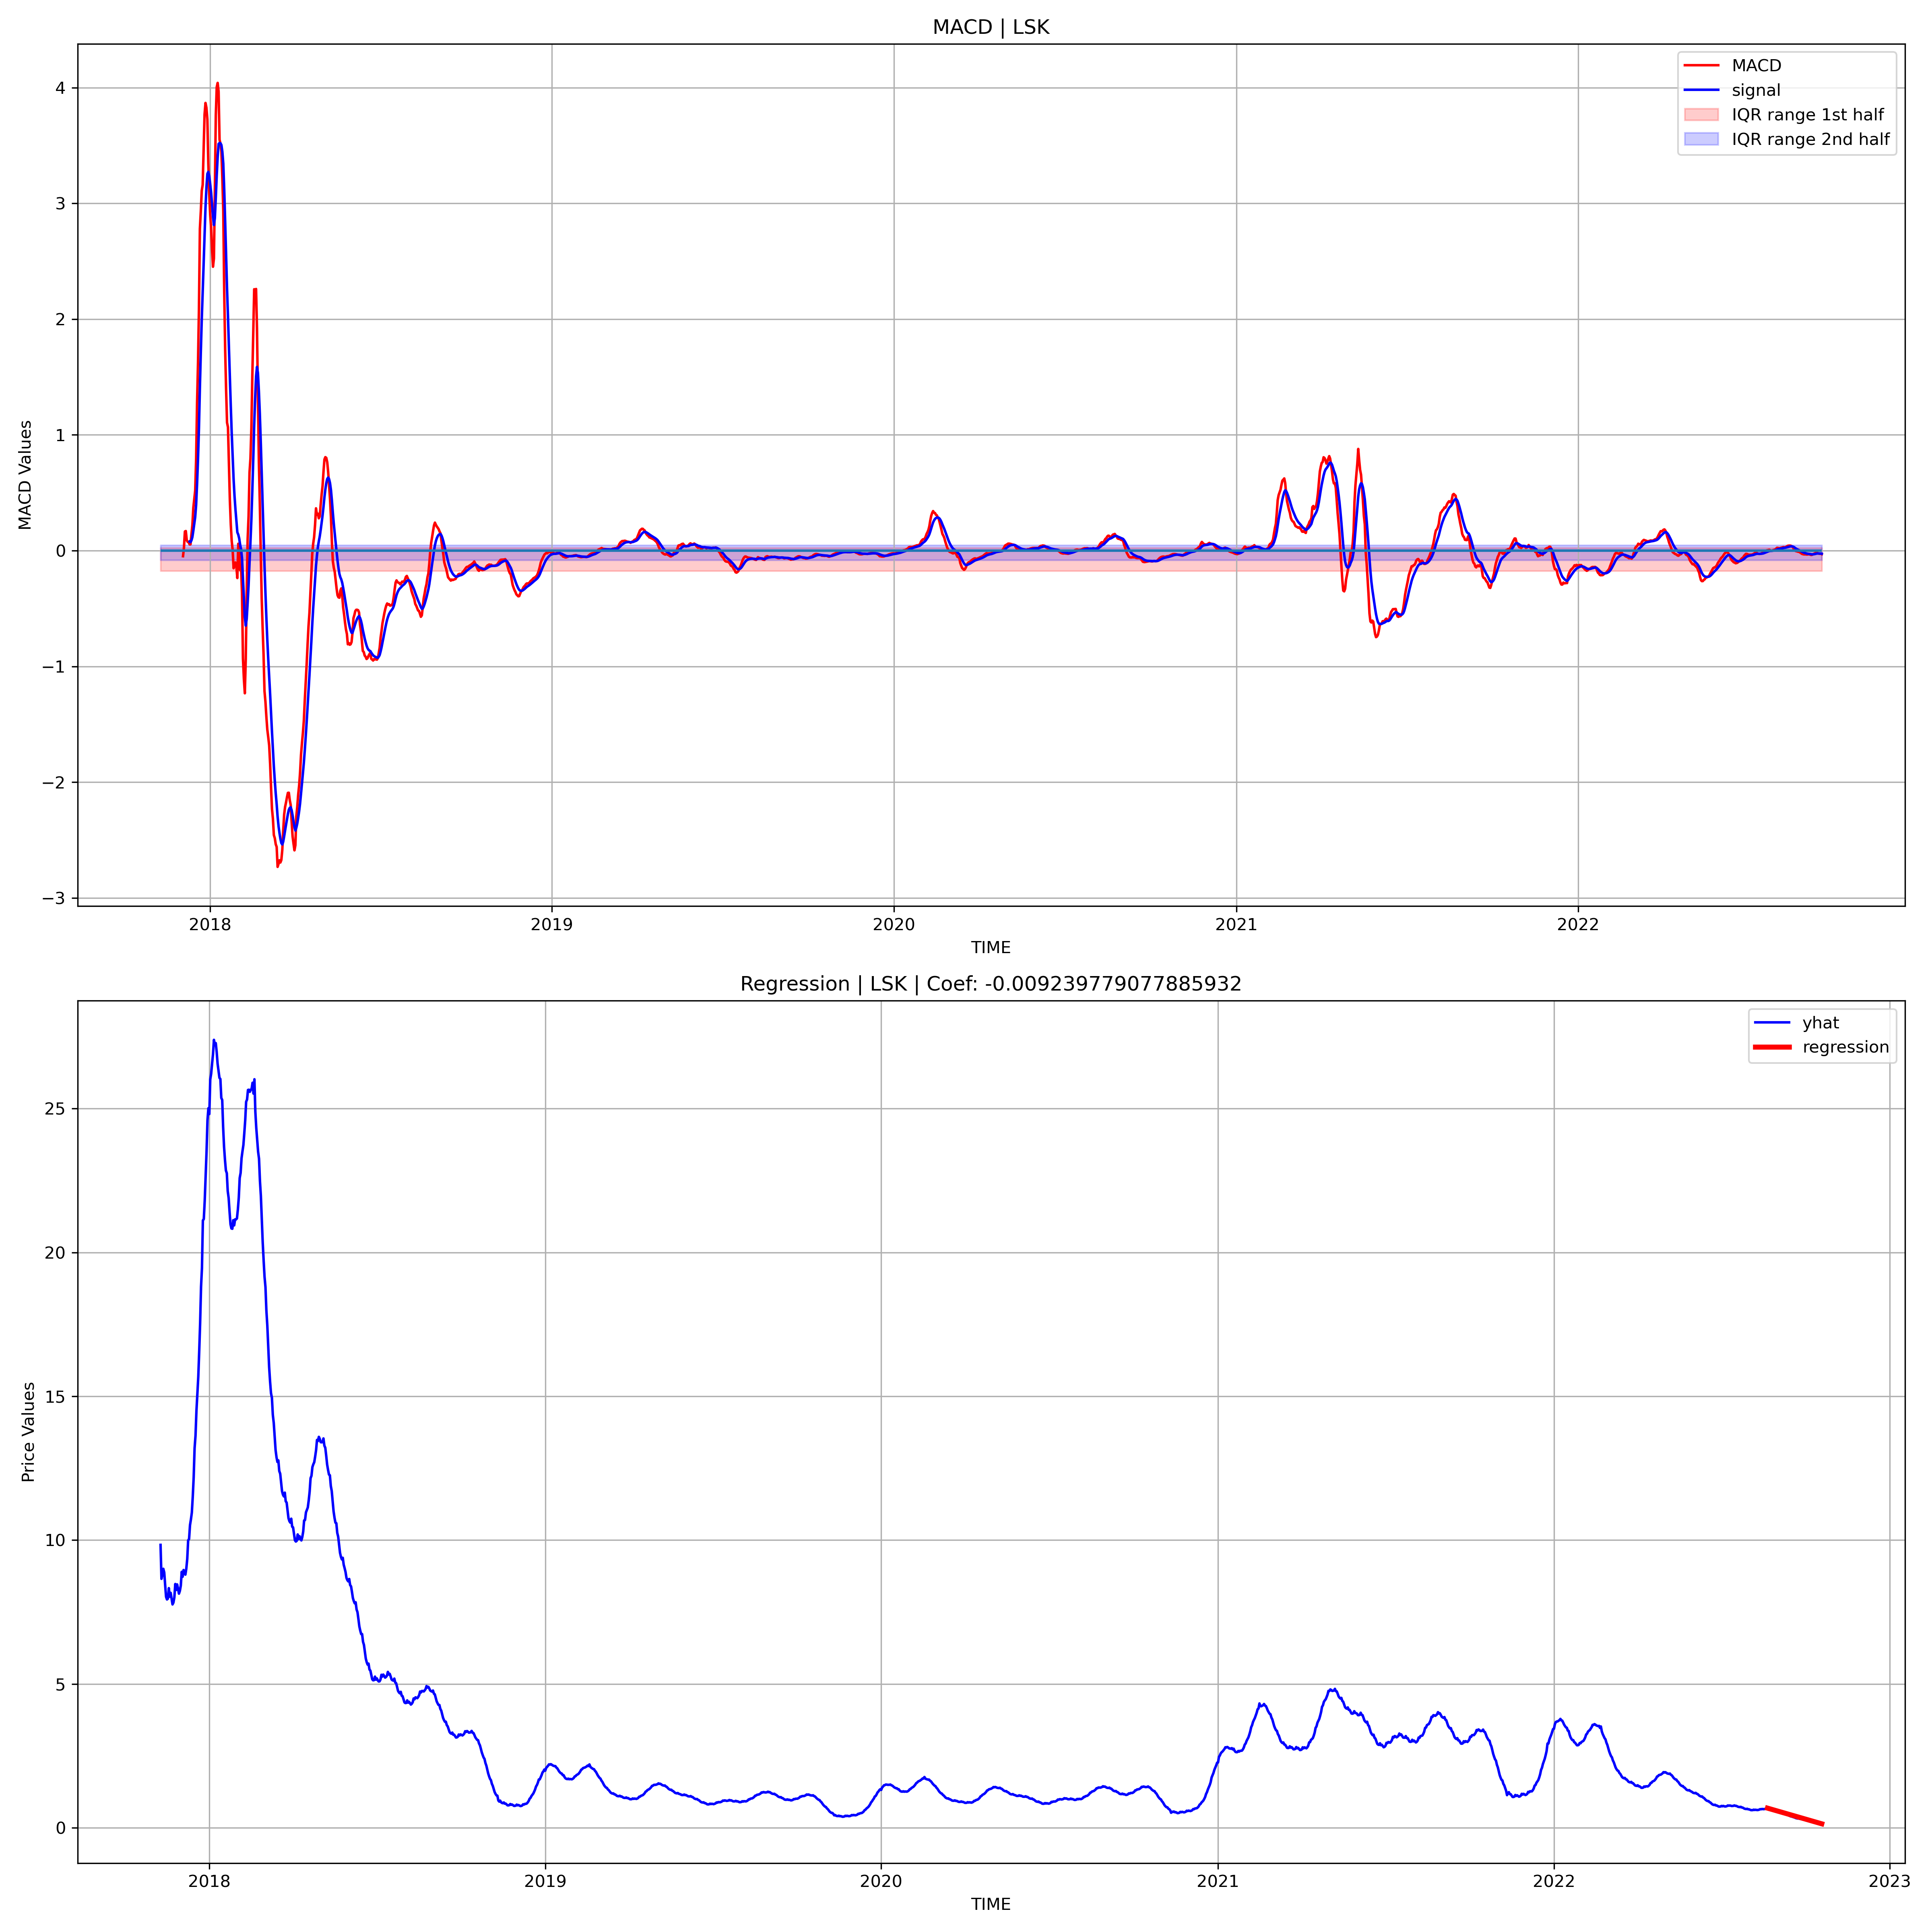 MACD | LSK
MACD
signal
IQR range 1st half
IQR range 2nd half
4
3
2
1
0
−1
−2
−3
MACD Values
2018 2019 2020 2021 2022
TIME
Regression | LSK | Coef: -0.009239779077885932
yhat
regression
25
20
15
10
5
0
Price Values
2018 2019 2020 2021 2022 2023
TIME